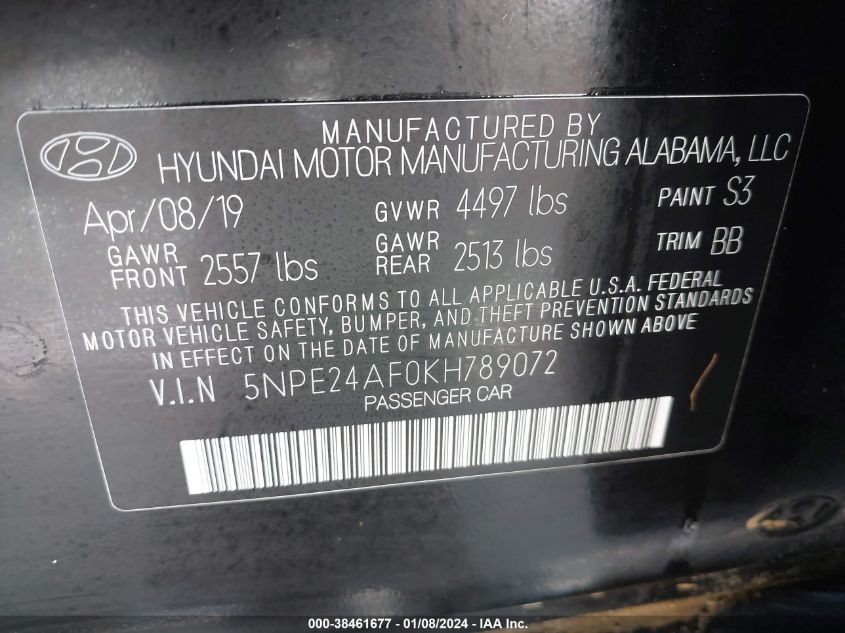 MANUFACTURED BY
HYUNDAI MOTOR MANUFACTURING ALABAMA, LLC
Apr/08/19 GVWR 4497 lbs PAINT S3
GAWR FRONT 2557 lbs GAWR REAR 2513 lbs TRIM BB
THIS VEHICLE CONFORMS TO ALL APPLICABLE U.S.A. FEDERAL
MOTOR VEHICLE SAFETY, BUMPER, AND THEFT PREVENTION STANDARDS
IN EFFECT ON THE DATE OF MANUFACTURE SHOWN ABOVE
V.I.N 5NPE24AF0KH789072
PASSENGER CAR
000-38461677 - 01/08/2024 - IAA Inc.